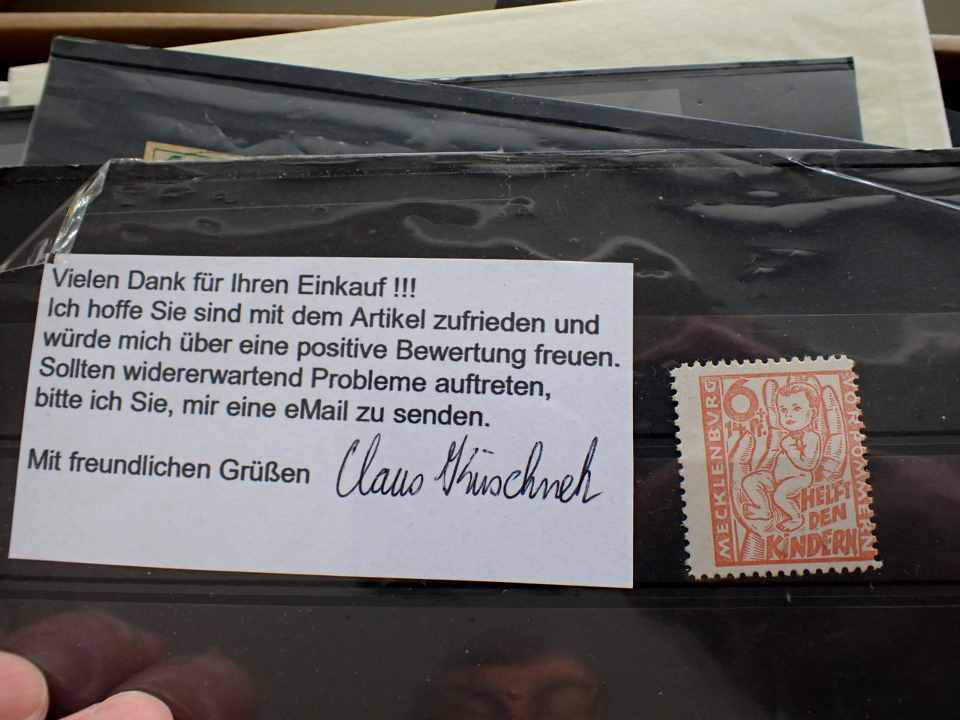 Vielen Dank für Ihren Einkauf !!!
Ich hoffe Sie sind mit dem Artikel zufrieden und
würde mich über eine positive Bewertung freuen.
Sollten widererwartend Probleme auftreten,
bitte ich Sie, mir eine eMail zu senden.
Mit freundlichen Grüßen Claus Küschneh
MECKLENBVRG
6
VORPOMMERN
HELFT
DEN
KINDERN